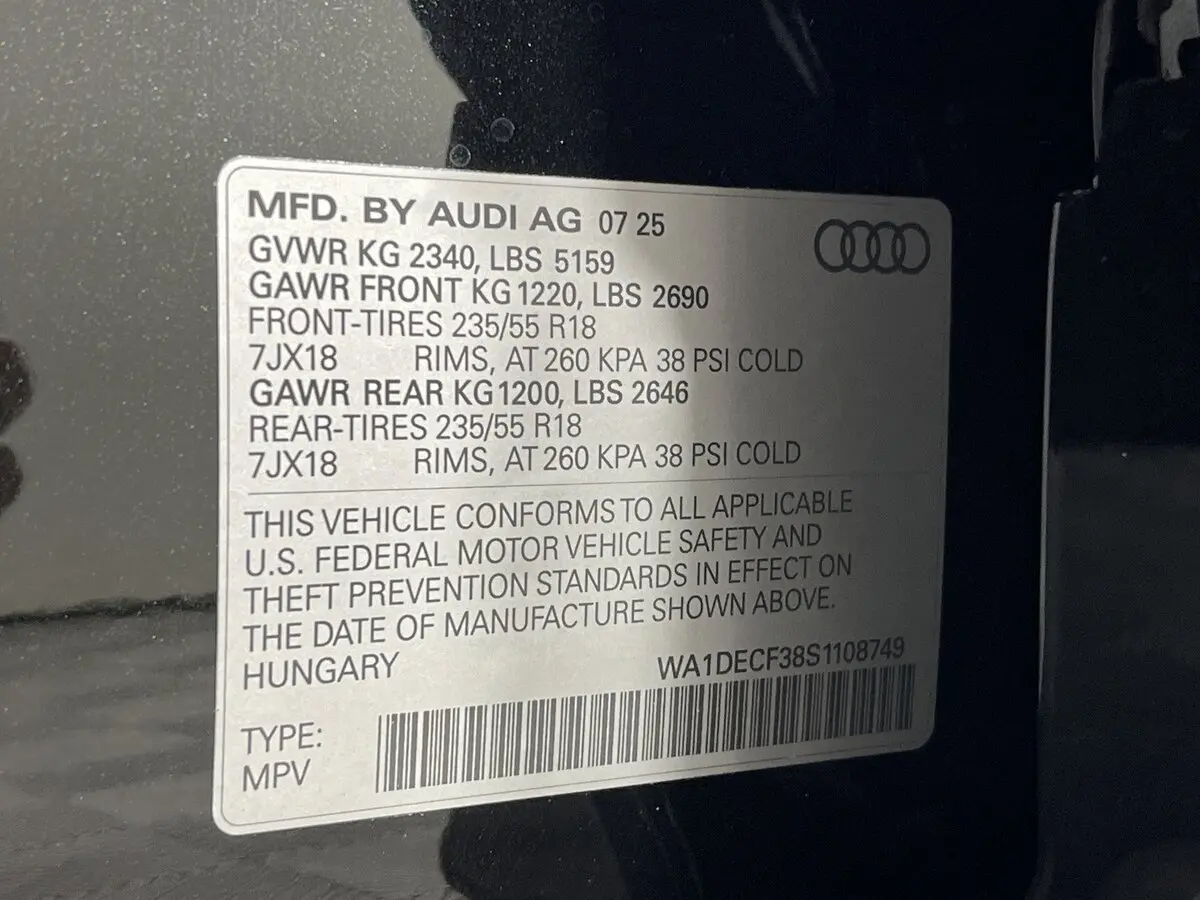 MFD. BY AUDI AG 07 25
GVWR KG 2340, LBS 5159
GAWR FRONT KG 1220, LBS 2690
FRONT-TIRES 235/55 R18
7JX18 RIMS, AT 260 KPA 38 PSI COLD
GAWR REAR KG 1200, LBS 2646
REAR-TIRES 235/55 R18
7JX18 RIMS, AT 260 KPA 38 PSI COLD
THIS VEHICLE CONFORMS TO ALL APPLICABLE
U.S. FEDERAL MOTOR VEHICLE SAFETY AND
THEFT PREVENTION STANDARDS IN EFFECT ON
THE DATE OF MANUFACTURE SHOWN ABOVE.
HUNGARY WA1DECF38S1108749
TYPE:
MPV